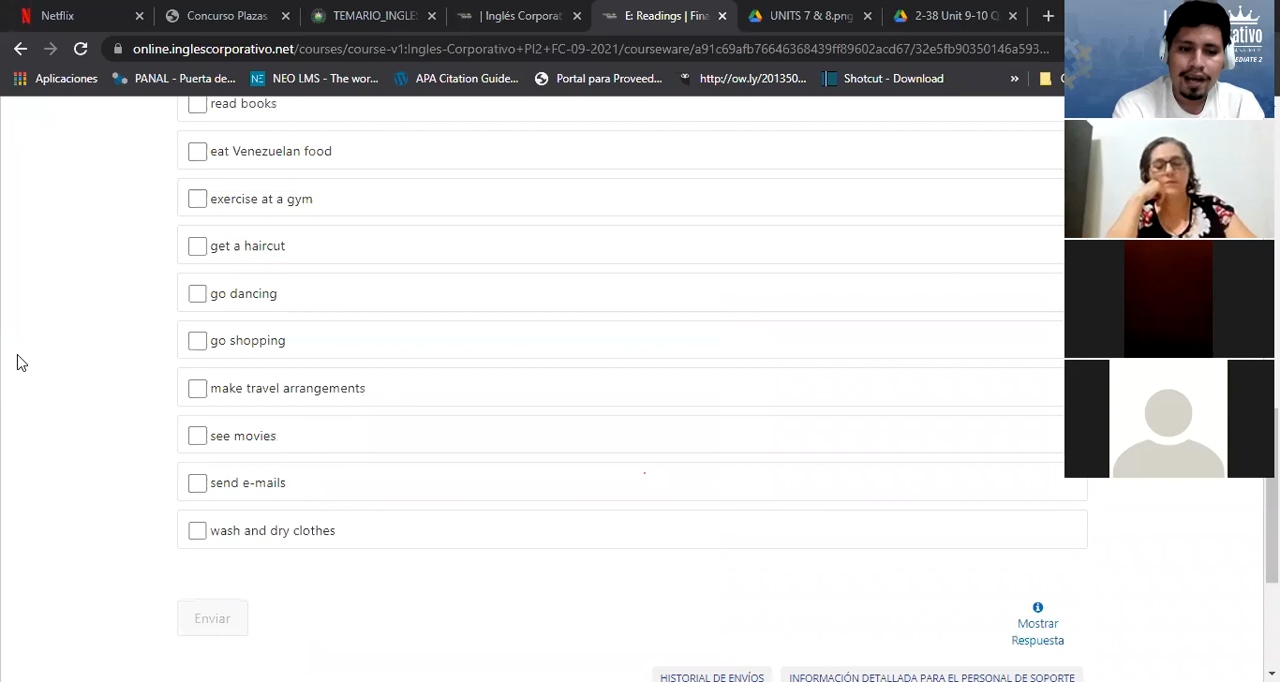 Netflix
Concurso Plazas
TEMARIO_INGLE
| Inglés Corporat
E: Readings | Fina
UNITS 7 & 8.png
2-38 Unit 9-10 Q
online.inglescorporativo.net/courses/course-v1:Ingles-Corporativo+PI2+FC-09-2021/courseware/a91c69afb76646368439ff89602acd67/32e5fb90350146a593...
Aplicaciones
PANAL - Puerta de...
NEO LMS - The wor...
APA Citation Guide...
Portal para Proveed...
http://ow.ly/201350...
Shotcut - Download
»
read books
eat Venezuelan food
exercise at a gym
get a haircut
go dancing
go shopping
make travel arrangements
see movies
send e-mails
wash and dry clothes
Enviar
Mostrar
Respuesta
HISTORIAL DE ENVÍOS
INFORMACIÓN DETALLADA PARA EL PERSONAL DE SOPORTE